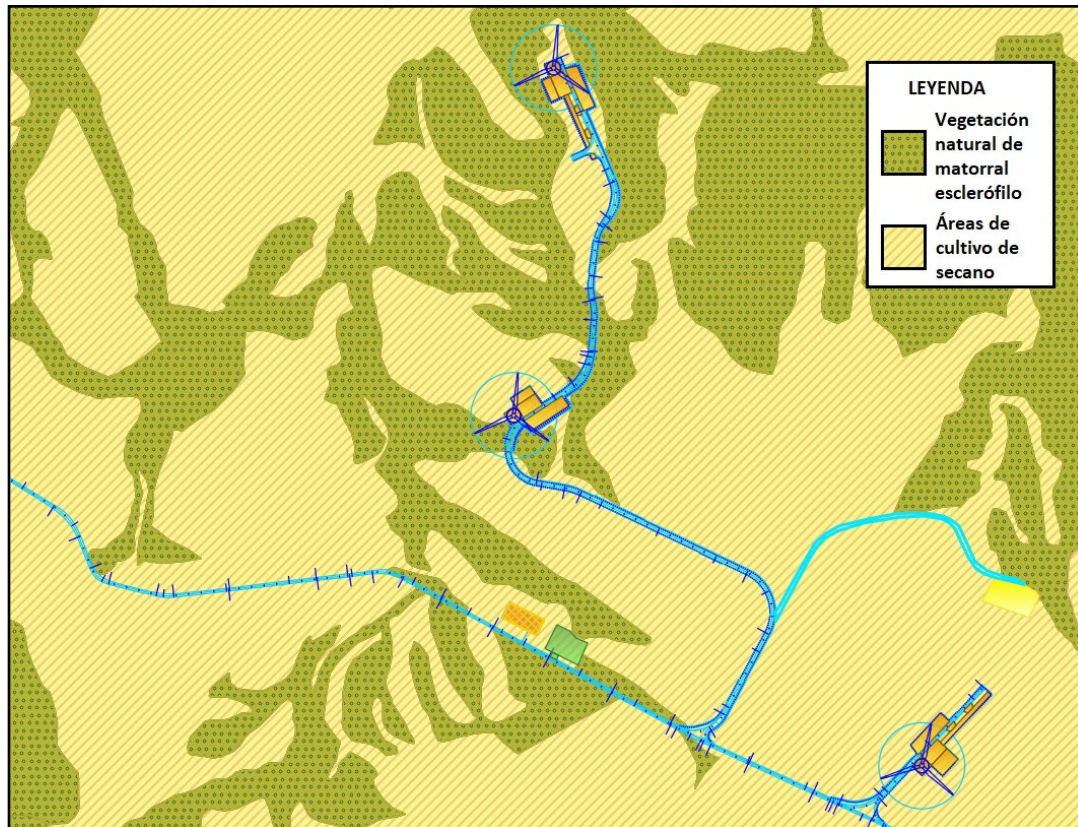 LEYENDA
Vegetación
natural de
matorral
esclerófilo
Áreas de
cultivo de
secano